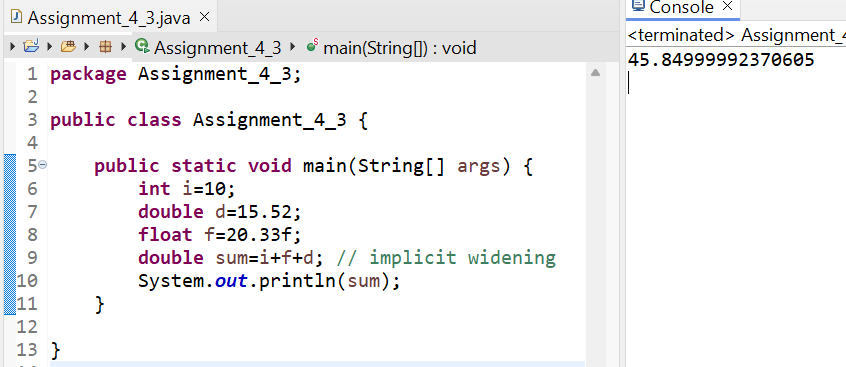 Assignment_4_3.java
Assignment_4_3 main(String[]) : void
1 package Assignment_4_3;
2
3 public class Assignment_4_3 {
4
5 public static void main(String[] args) {
6 int i=10;
7 double d=15.52;
8 float f=20.33f;
9 double sum=i+f+d; // implicit widening
10 System.out.println(sum);
11 }
12
13 }
Console
<terminated> Assignment_
45.84999992370605